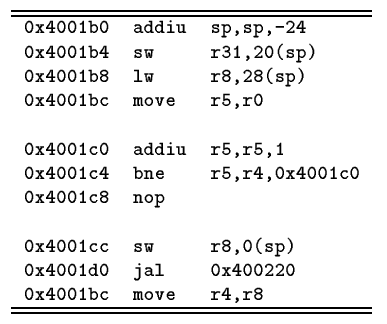 0x4001b0 addiu sp,sp,-24
0x4001b4 sw r31,20(sp)
0x4001b8 lw r8,28(sp)
0x4001bc move r5,r0
0x4001c0 addiu r5,r5,1
0x4001c4 bne r5,r4,0x4001c0
0x4001c8 nop
0x4001cc sw r8,0(sp)
0x4001d0 jal 0x400220
0x4001bc move r4,r8